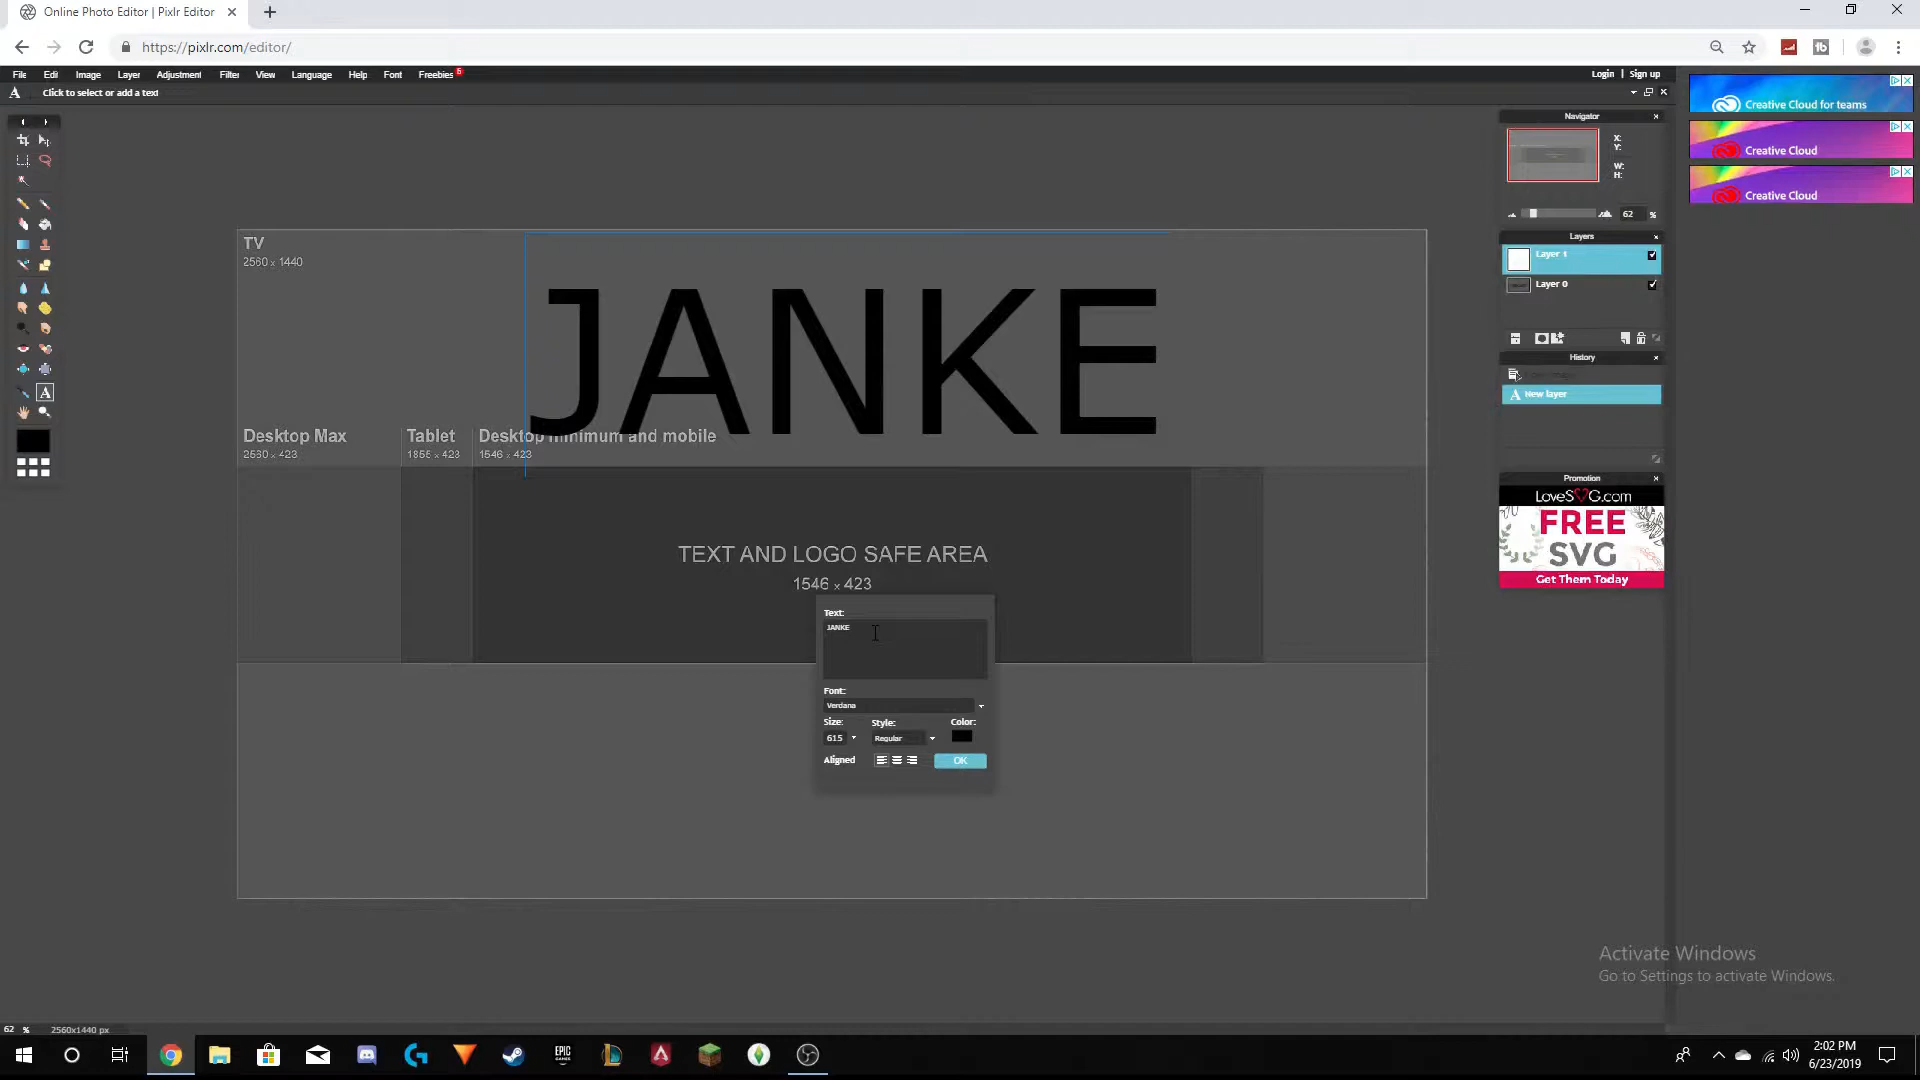 Online Photo Editor | Pixlr Editor
https://pixlr.com/editor/
File Edit Image Layer Adjustment Filter View Language Help Font Freebies 6
Login | Sign up
A Click to select or add a text
Creative Cloud for teams
Creative Cloud
Creative Cloud
Navigator
X:
Y:
W:
H:
62 %
Layers
Layer 1
Layer 0
History
A New layer
Promotion
LoveSVG.com
FREE
SVG
Get Them Today
TV
2560 x 1440
JANKE
Desktop Max
2560 x 423
Tablet
1855 x 423
Desktop minimum and mobile
1546 x 423
TEXT AND LOGO SAFE AREA
1546 x 423
Text:
JANKE
Font:
Verdana
Size: Style: Color:
615 Regular
Aligned OK
Activate Windows
Go to Settings to activate Windows.
62 % 2560x1440 px
EPIC
GAMES
2:02 PM
6/23/2019